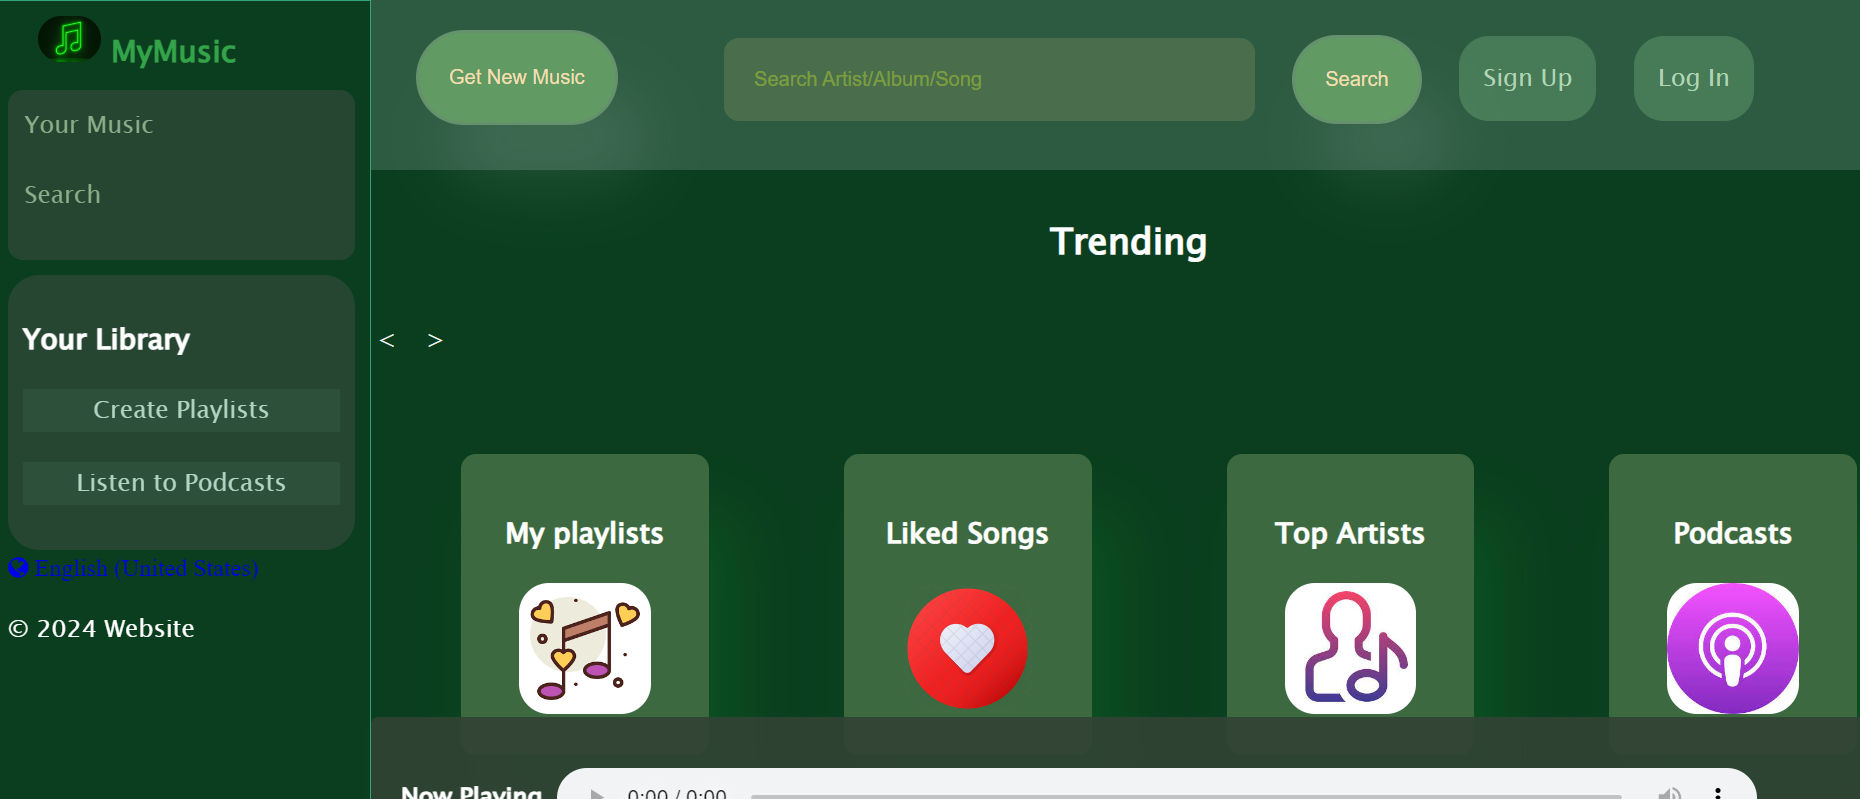 MyMusic
Your Music
Search
Your Library
Create Playlists
Listen to Podcasts
English (United States)
© 2024 Website
Get New Music
Search Artist/Album/Song
Search
Sign Up
Log In
Trending
< >
My playlists
Liked Songs
Top Artists
Podcasts
Now Playing
0:00 / 0:00